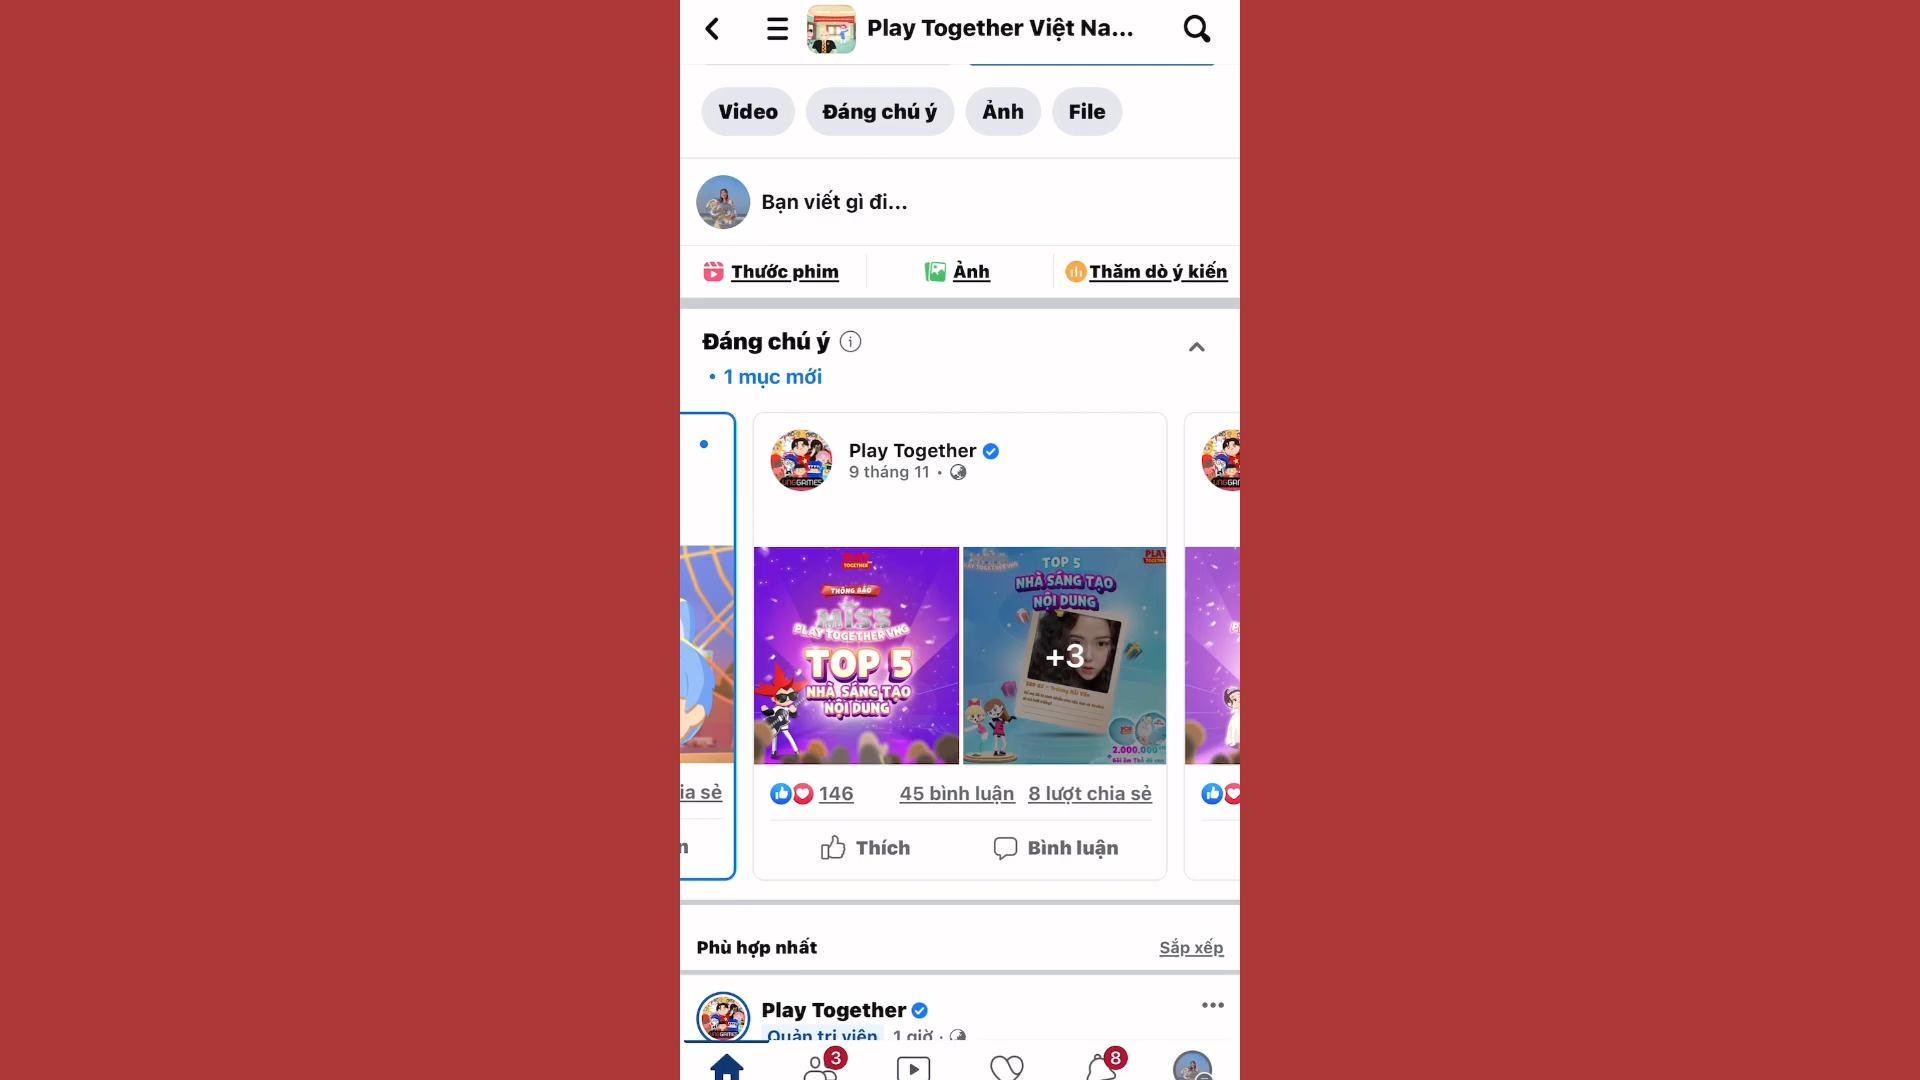 Play Together Việt Na...
Video
Đáng chú ý
Ảnh
File
Bạn viết gì đi...
Thước phim
Ảnh
Thăm dò ý kiến
Đáng chú ý
• 1 mục mới
Play Together
9 tháng 11 •
THÔNG BÁO
MISS
PLAY TOGETHER VNG
TOP 5
NHÀ SÁNG TẠO
NỘI DUNG
PLAY
TOGETHER
TOP 5
NHÀ SÁNG TẠO
NỘI DUNG
+3
2.000.000
ia sẻ
146
45 bình luận
8 lượt chia sẻ
n
Thích
Bình luận
Phù hợp nhất
Sắp xếp
Play Together
Quản trị viên
1 giờ ·
3
8